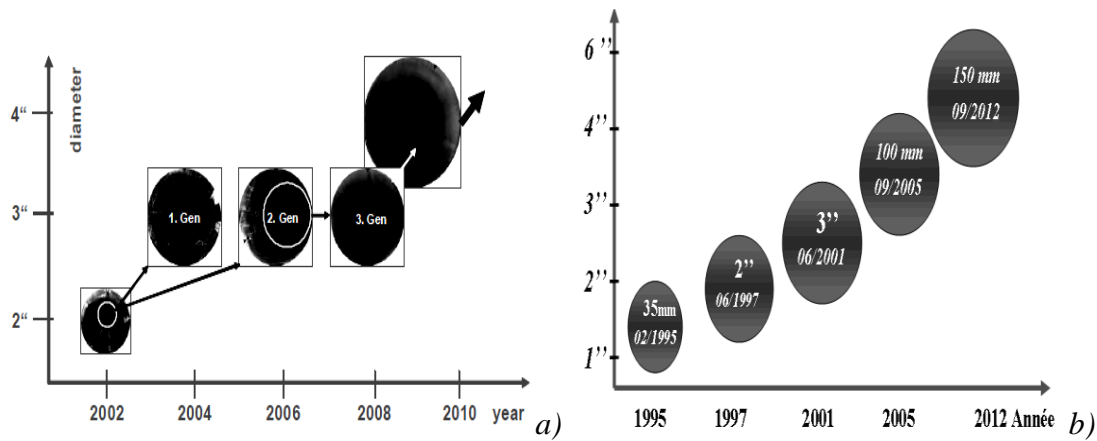 diameter
4“
3“
2“
1. Gen
2. Gen
3. Gen
2002 2004 2006 2008 2010 year
a)
6’’
4’’
3’’
2’’
1’’
35mm
02/1995
2’’
06/1997
3’’
06/2001
100 mm
09/2005
150 mm
09/2012
1995 1997 2001 2005 2012 Année
b)